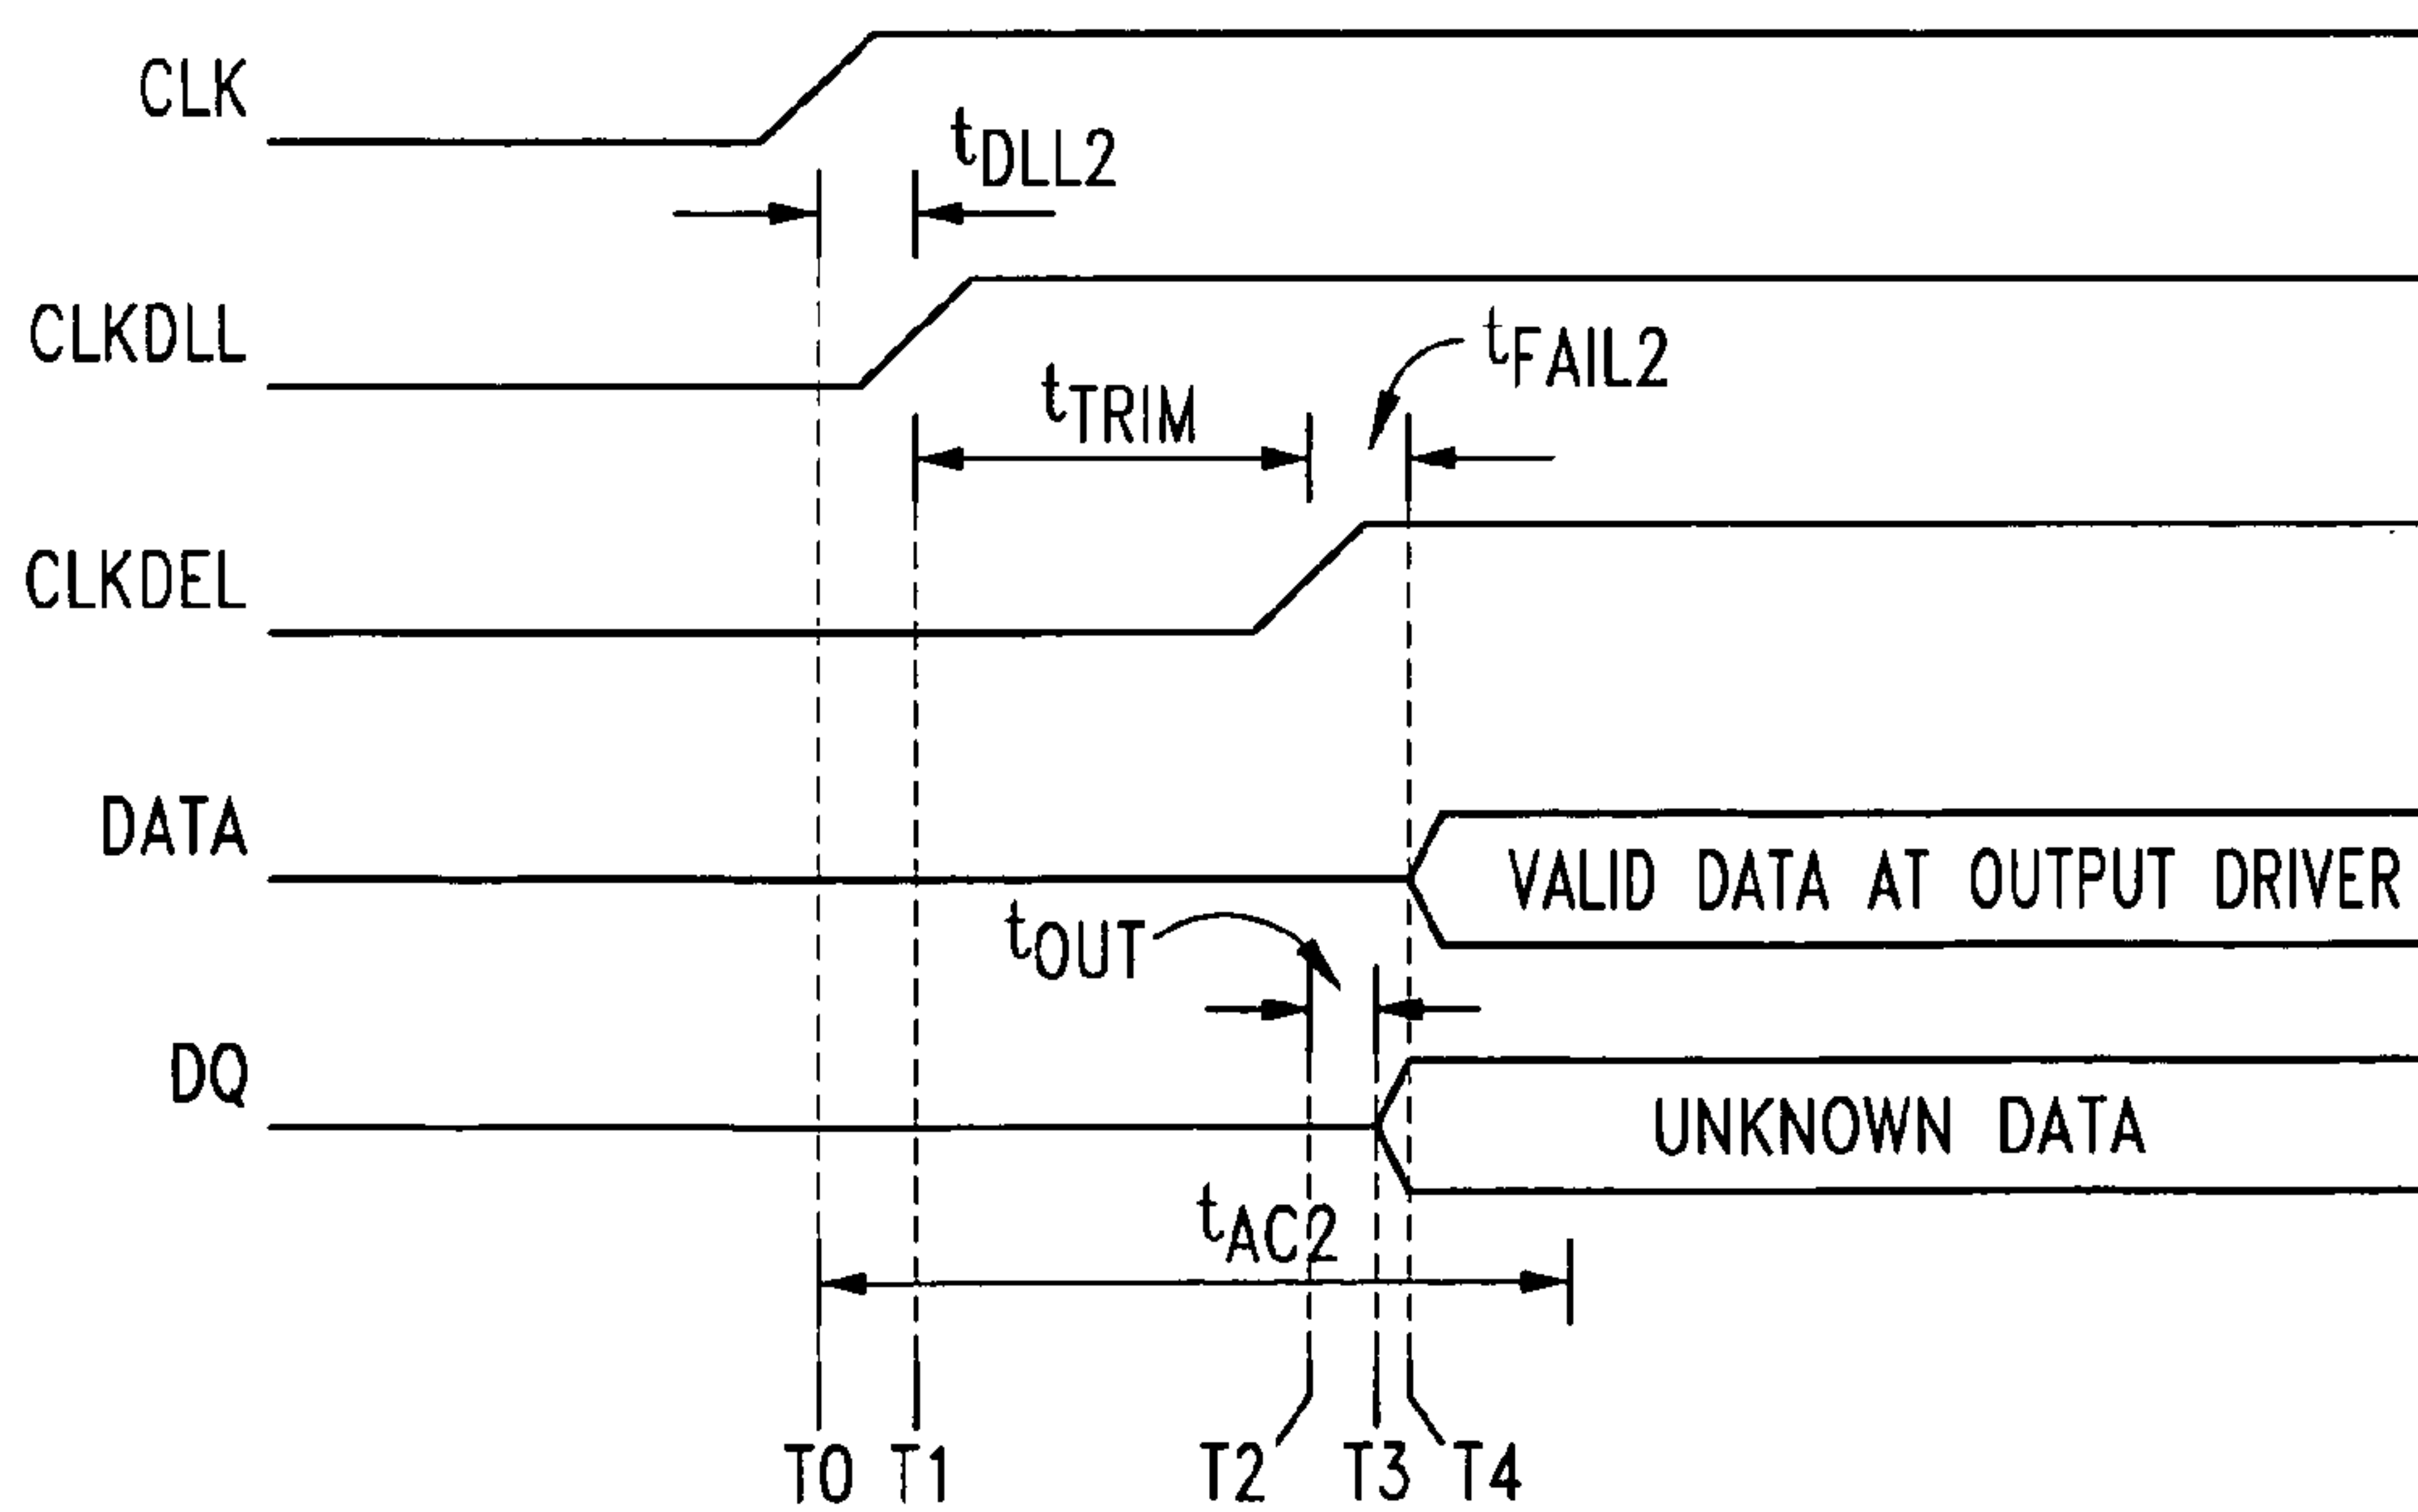 CLK
tDLL2
CLKDLL
tFAIL2
tTRIM
CLKDEL
DATA
VALID DATA AT OUTPUT DRIVER
tOUT
DQ
UNKNOWN DATA
tAC2
T0 T1 T2 T3 T4